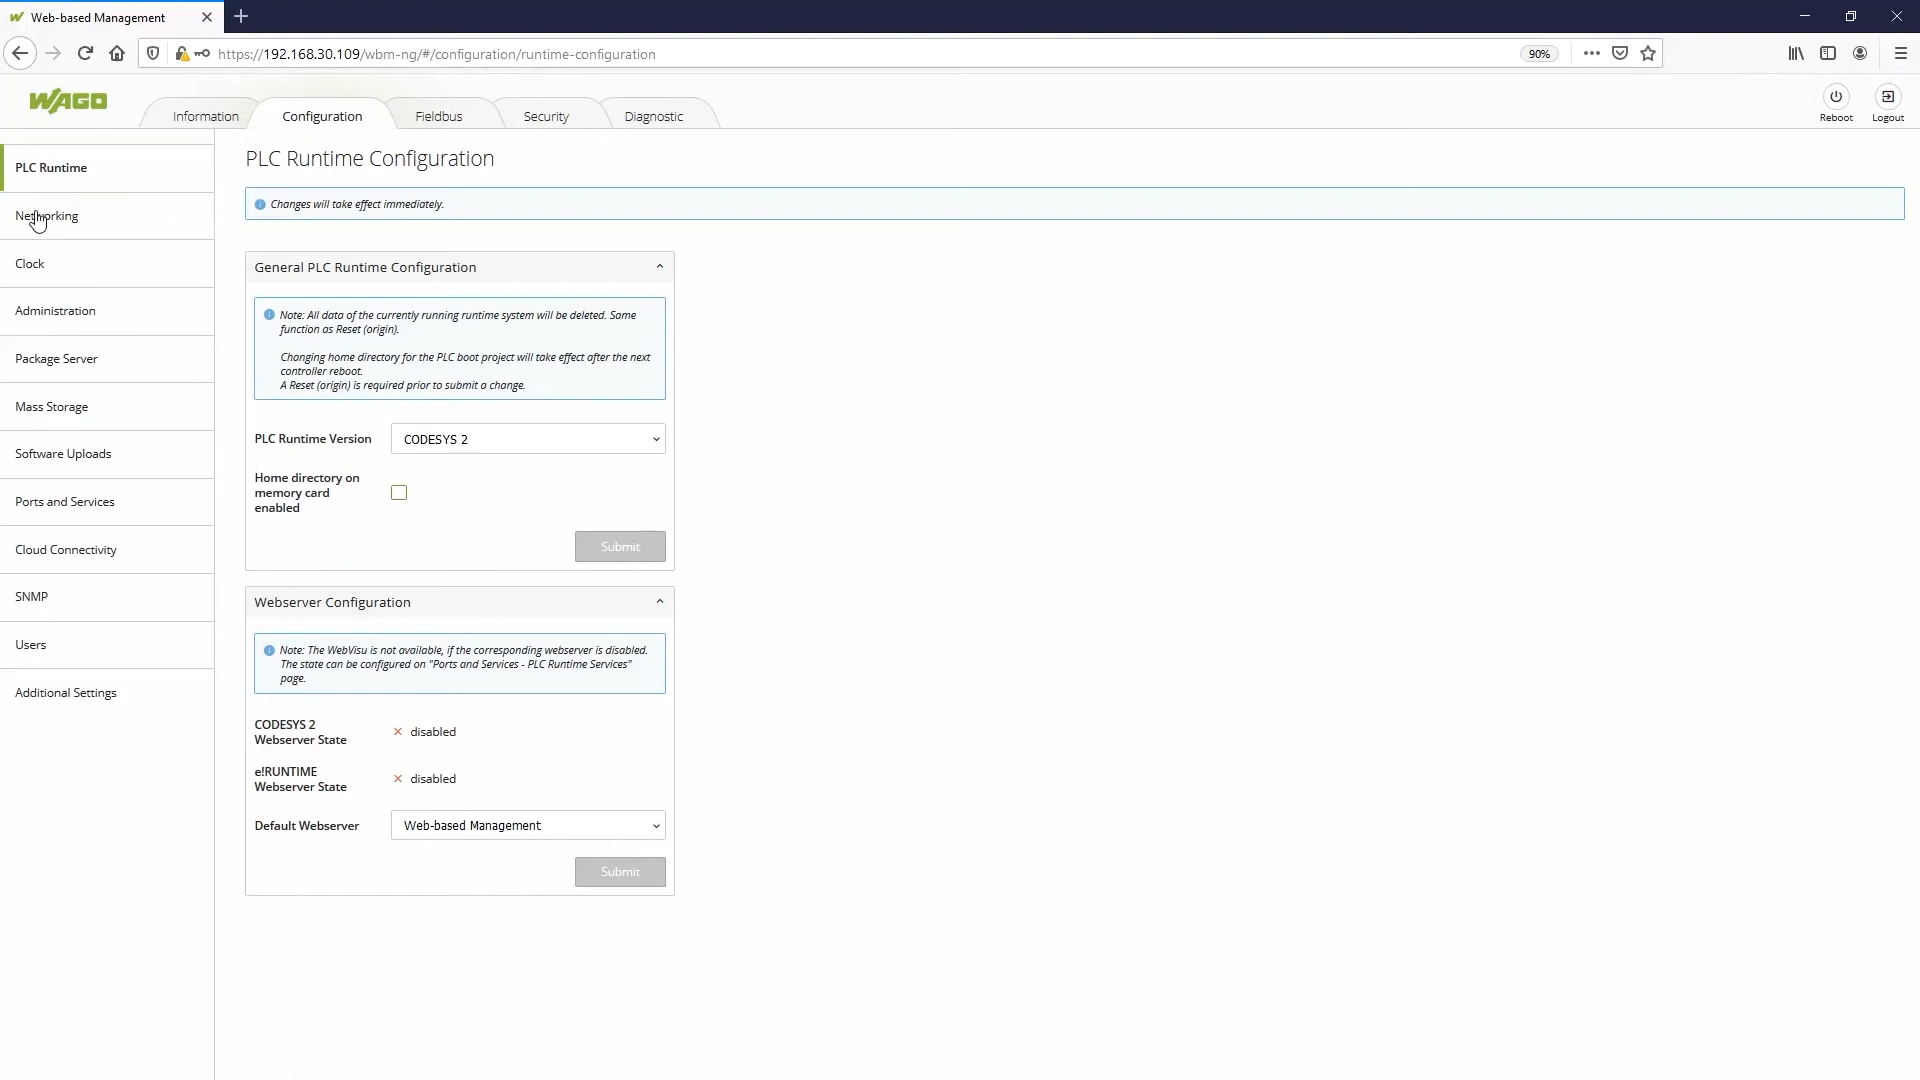 Web-based Management
https://192.168.30.109/wbm-ng/#/configuration/runtime-configuration
90%
WAGO
Information
Configuration
Fieldbus
Security
Diagnostic
Reboot
Logout
PLC Runtime
Networking
Clock
Administration
Package Server
Mass Storage
Software Uploads
Ports and Services
Cloud Connectivity
SNMP
Users
Additional Settings
PLC Runtime Configuration
Changes will take effect immediately.
General PLC Runtime Configuration
Note: All data of the currently running runtime system will be deleted. Same
function as Reset (origin).
Changing home directory for the PLC boot project will take effect after the next
controller reboot.
A Reset (origin) is required prior to submit a change.
PLC Runtime Version
CODESYS 2
Home directory on
memory card
enabled
Submit
Webserver Configuration
Note: The WebVisu is not available, if the corresponding webserver is disabled.
The state can be configured on "Ports and Services - PLC Runtime Services"
page.
CODESYS 2
Webserver State
disabled
e!RUNTIME
Webserver State
disabled
Default Webserver
Web-based Management
Submit